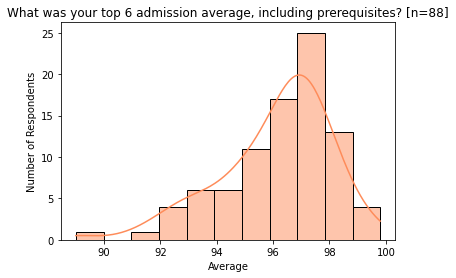 What was your top 6 admission average, including prerequisites? [n=88]
25
20
15
10
5
0
Number of Respondents
90 92 94 96 98 100
Average